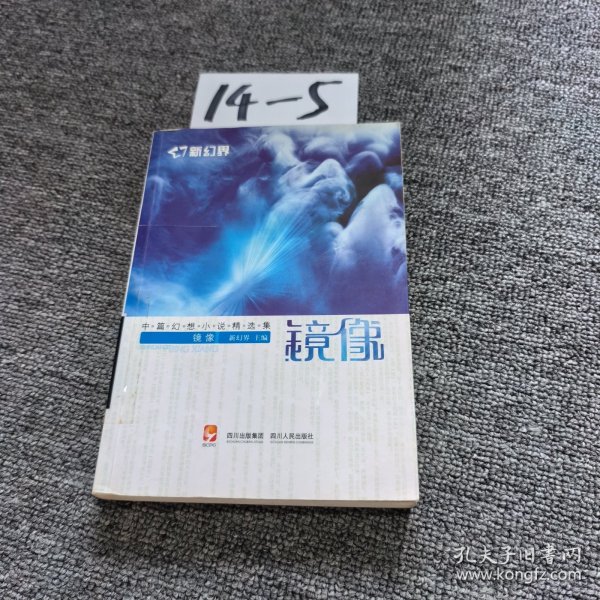 14-5
新幻界
中·篇·幻·想·小·说·精·选·集
镜像
新幻界 主编
镜像
四川出版集团 四川人民出版社
孔夫子旧书网
www.kongfz.com